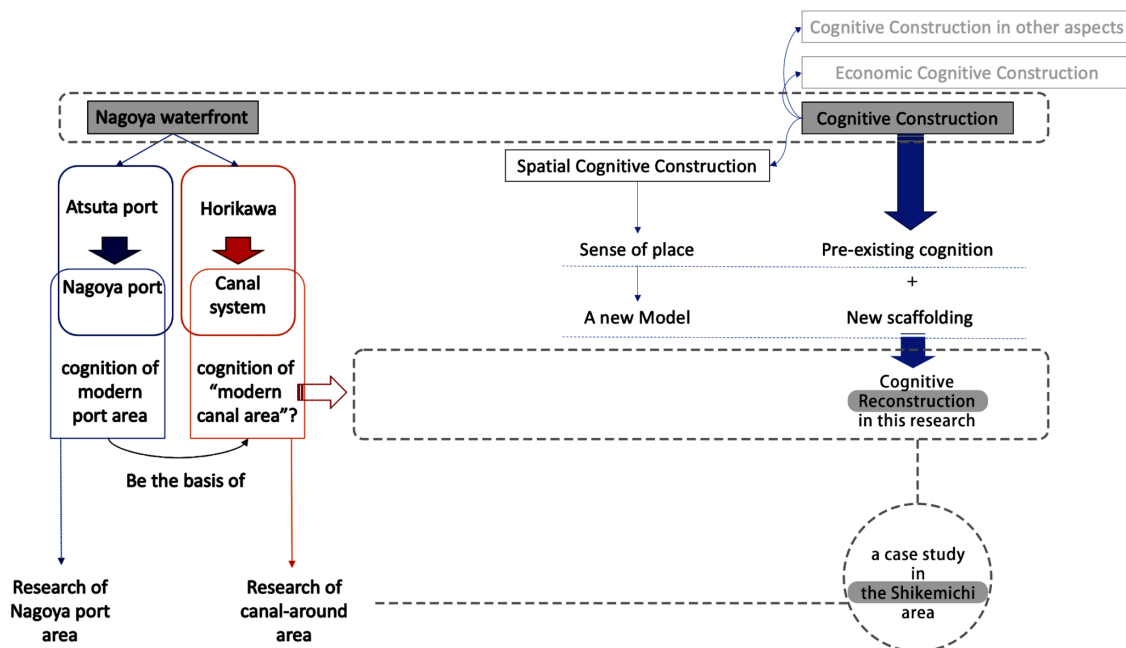 Cognitive Construction in other aspects
Economic Cognitive Construction
Nagoya waterfront
Cognitive Construction
Spatial Cognitive Construction
Atsuta port
Horikawa
Sense of place
Pre-existing cognition
+
Nagoya port
Canal
system
A new Model
New scaffolding
cognition of
modern
port area
cognition of
“modern
canal area”?
Cognitive
Reconstruction
in this research
Be the basis of
a case study
in
the Shikemichi
area
Research of
Nagoya port
area
Research of
canal-around
area